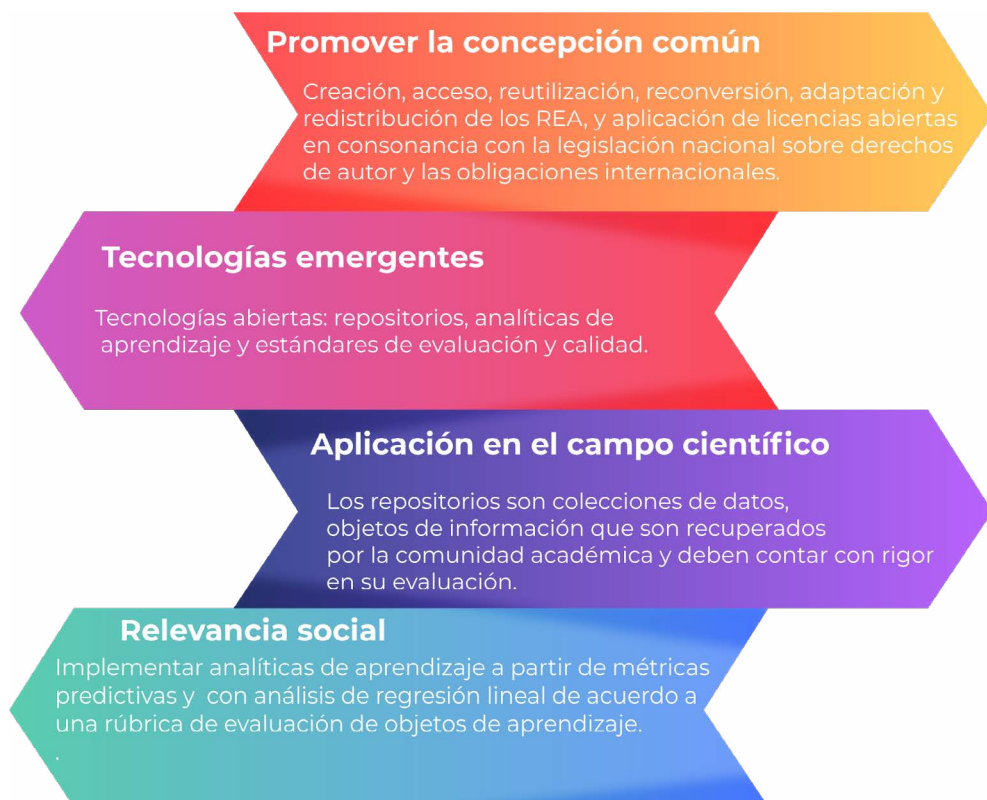 Promover la concepción común
Creación, acceso, reutilización, reconversión, adaptación y
redistribución de los REA, y aplicación de licencias abiertas
en consonancia con la legislación nacional sobre derechos
de autor y las obligaciones internacionales.
Tecnologías emergentes
Tecnologías abiertas: repositorios, analíticas de
aprendizaje y estándares de evaluación y calidad.
Aplicación en el campo científico
Los repositorios son colecciones de datos,
objetos de información que son recuperados
por la comunidad académica y deben contar con rigor
en su evaluación.
Relevancia social
Implementar analíticas de aprendizaje a partir de métricas
predictivas y con análisis de regresión lineal de acuerdo a
una rúbrica de evaluación de objetos de aprendizaje.
.